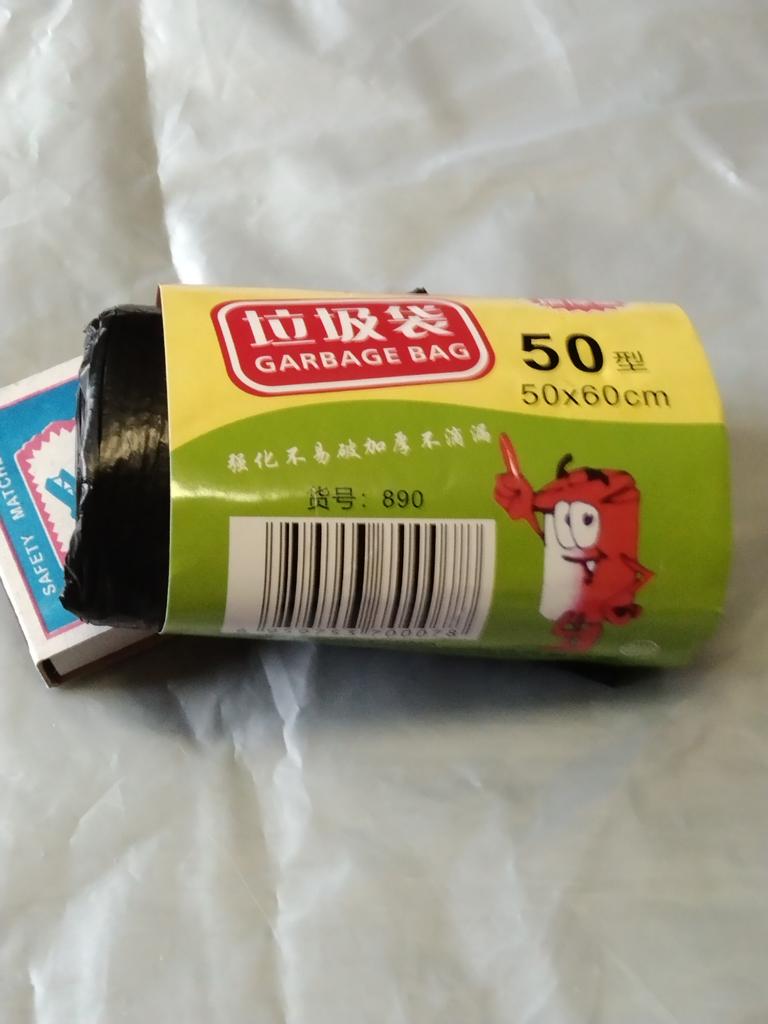 垃圾袋
GARBAGE BAG
50型
50x60cm
强化不易破加厚不滴漏
货号：890
SAFETY MATCHE